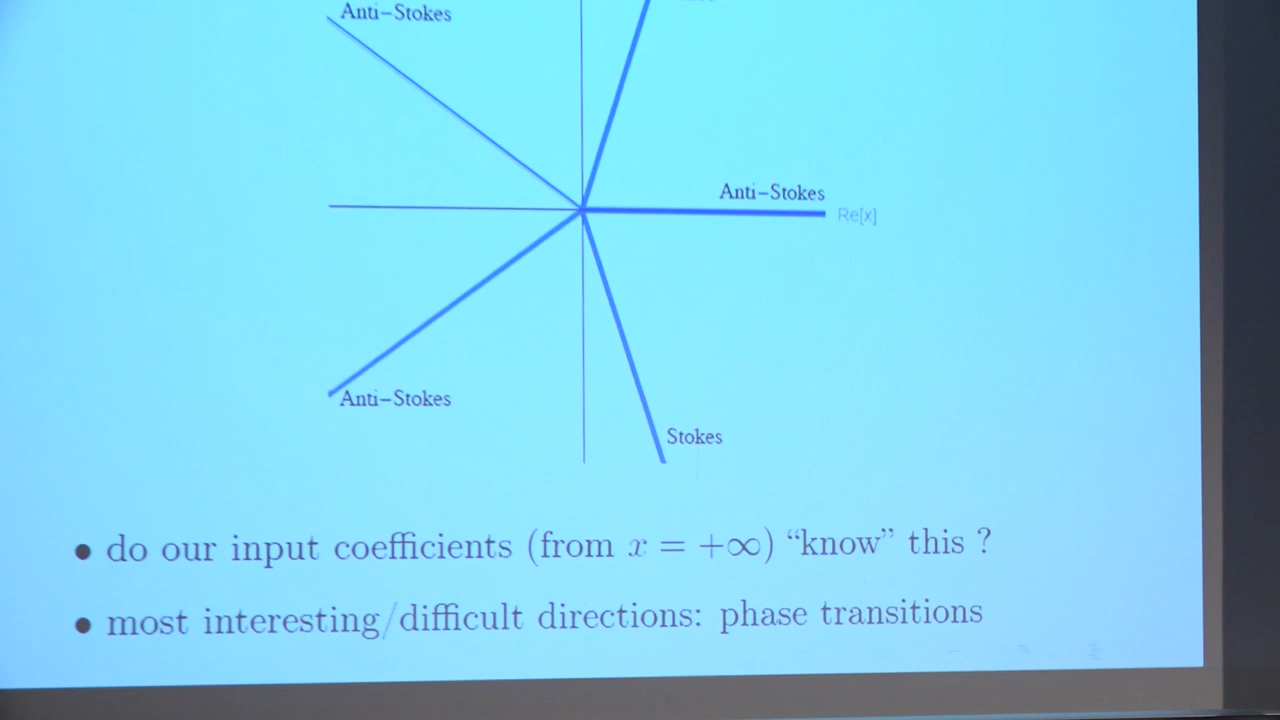 Anti–Stokes
Anti–Stokes
Re[x]
Anti–Stokes
Stokes
• do our input coefficients (from x = +∞) “know” this ?
• most interesting/difficult directions: phase transitions